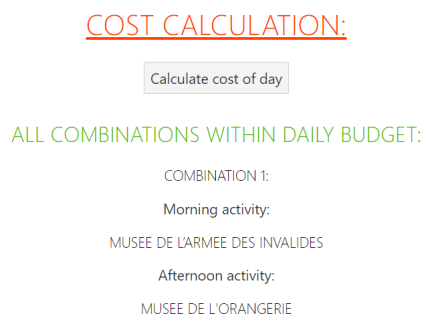 COST CALCULATION:
Calculate cost of day
ALL COMBINATIONS WITHIN DAILY BUDGET:
COMBINATION 1:
Morning activity:
MUSEE DE L'ARMEE DES INVALIDES
Afternoon activity:
MUSEE DE L'ORANGERIE